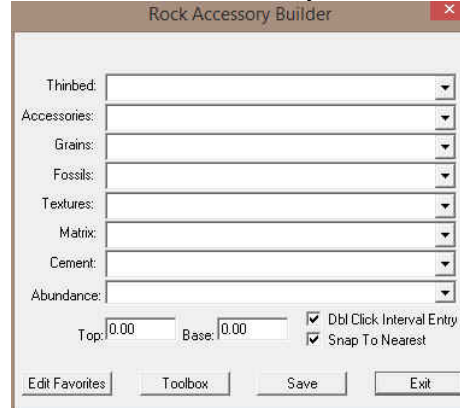 Rock Accessory Builder
Thinbed:
Accessories:
Grains:
Fossils:
Textures:
Matrix:
Cement:
Abundance:
Top: 0.00 Base: 0.00 Dbl Click Interval Entry
Snap To Nearest
Edit Favorites Toolbox Save Exit